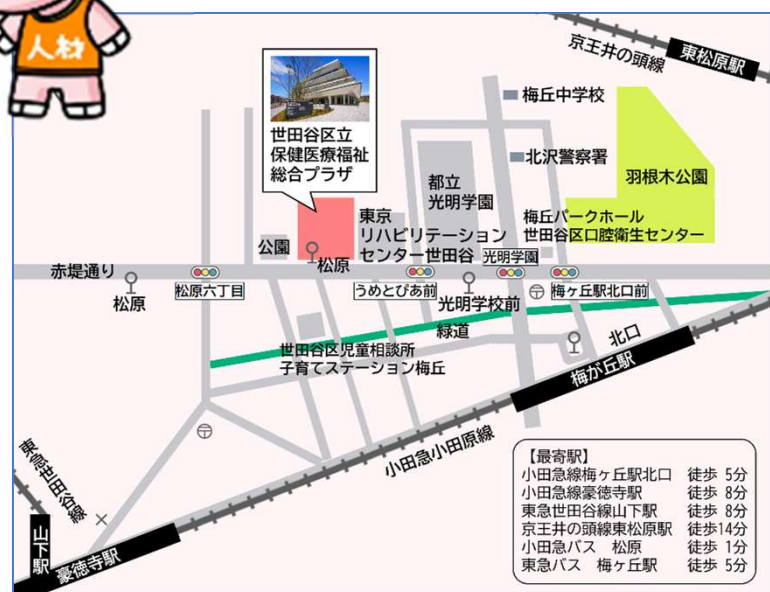 人材
京王井の頭線
東松原駅
梅丘中学校
北沢警察署
羽根木公園
世田谷区立
保健医療福祉
総合プラザ
都立
光明学園
東京
リハビリテーション
センター世田谷
梅丘パークホール
世田谷区口腔衛生センター
公園
松原
光明学園
赤堤通り
松原
松原六丁目
うめとぴあ前
光明学校前
梅ヶ丘駅北口前
緑道
世田谷区児童相談所
子育てステーション梅丘
北口
梅が丘駅
小田急小田原線
東急世田谷線
山下駅
豪徳寺駅
【最寄駅】
小田急線梅ヶ丘駅北口 徒歩 5分
小田急線豪徳寺駅 徒歩 8分
東急世田谷線山下駅 徒歩 8分
京王井の頭線東松原駅 徒歩14分
小田急バス 松原 徒歩 1分
東急バス 梅ヶ丘駅 徒歩 5分